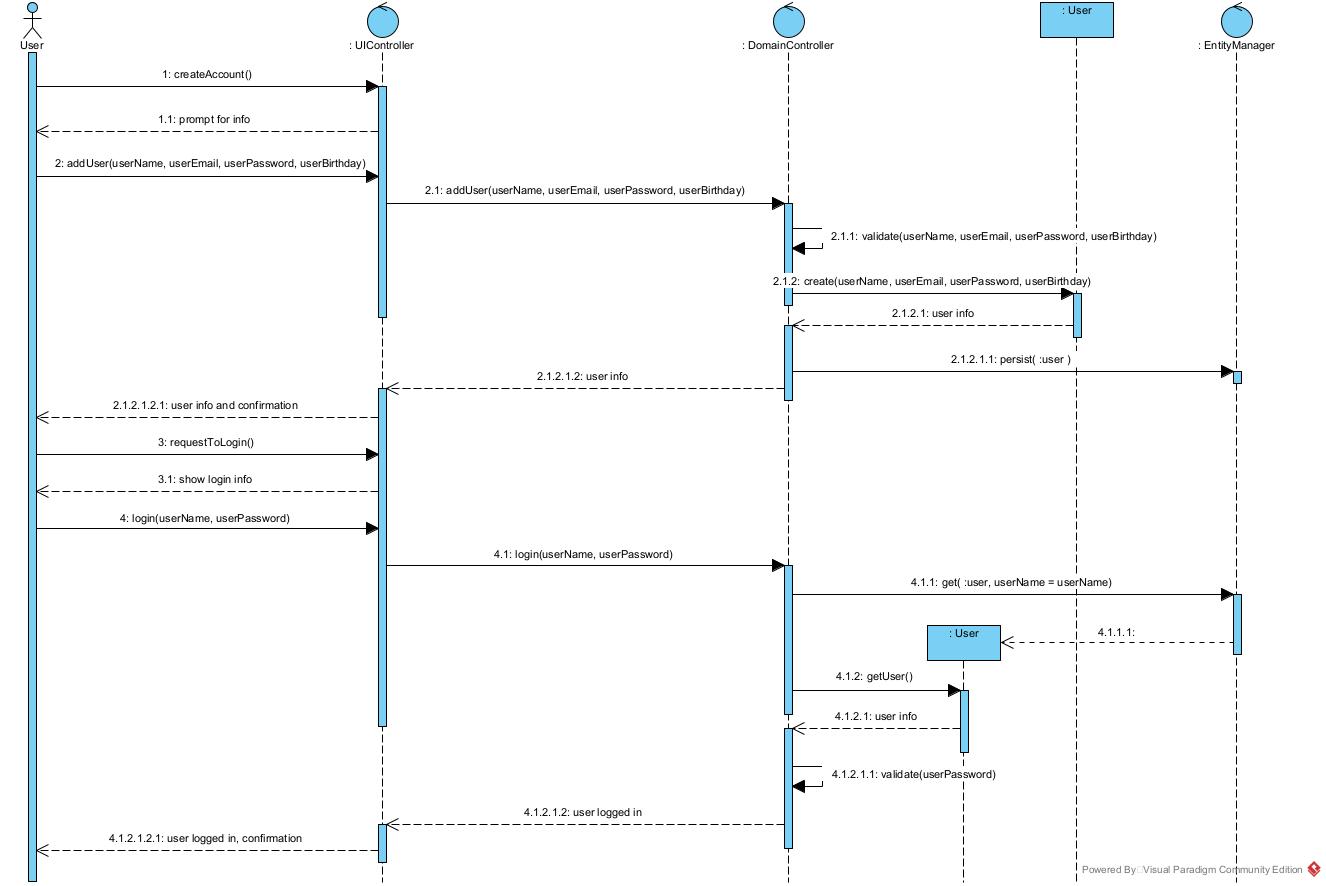 User
: UIController
: DomainController
: User
: EntityManager
1: createAccount()
1.1: prompt for info
2: addUser(userName, userEmail, userPassword, userBirthday)
2.1: addUser(userName, userEmail, userPassword, userBirthday)
2.1.1: validate(userName, userEmail, userPassword, userBirthday)
2.1.2: create(userName, userEmail, userPassword, userBirthday)
2.1.2.1: user info
2.1.2.1.1: persist( :user )
2.1.2.1.2: user info
2.1.2.1.2.1: user info and confirmation
3: requestToLogin()
3.1: show login info
4: login(userName, userPassword)
4.1: login(userName, userPassword)
4.1.1: get( :user, userName = userName)
: User
4.1.1.1:
4.1.2: getUser()
4.1.2.1: user info
4.1.2.1.1: validate(userPassword)
4.1.2.1.2: user logged in
4.1.2.1.2.1: user logged in, confirmation
Powered By Visual Paradigm Community Edition